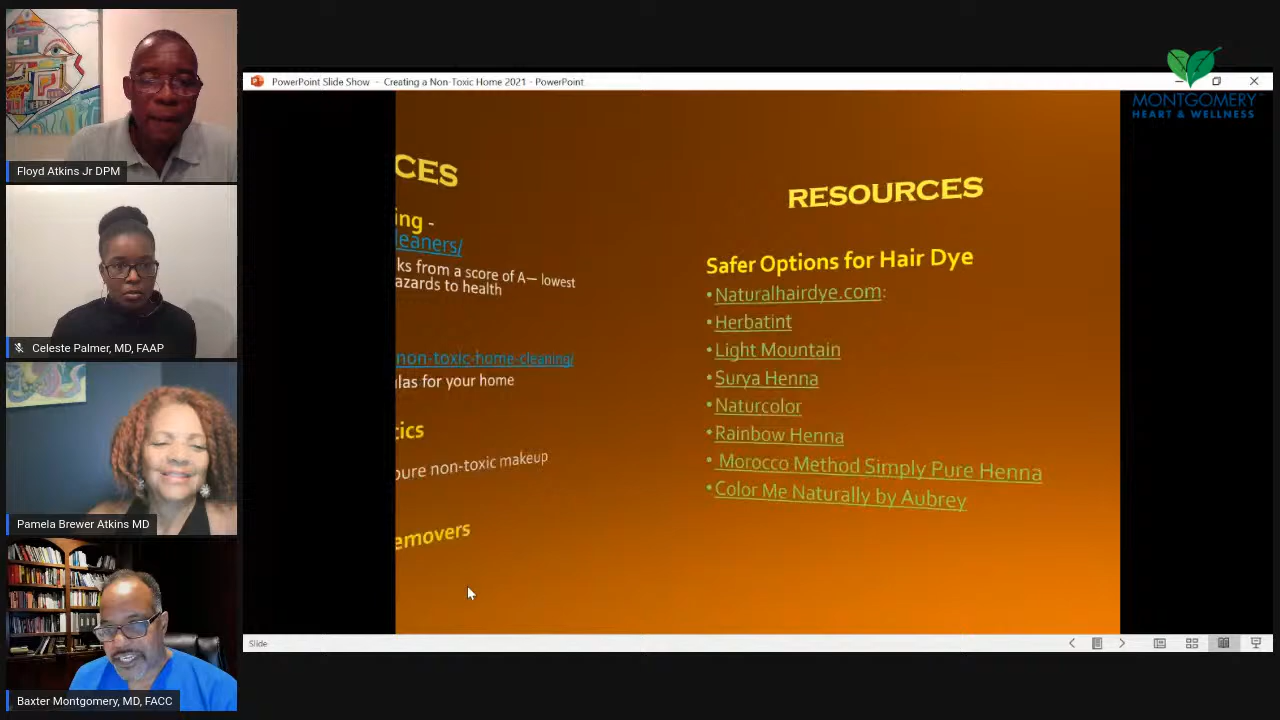 Floyd Atkins Jr DPM
Celeste Palmer, MD, FAAP
Pamela Brewer Atkins MD
Baxter Montgomery, MD, FACC
PowerPoint Slide Show - Creating a Non-Toxic Home 2021 - PowerPoint
MONTGOMERY
HEART & WELLNESS
CES
ing -
leaners/
ks from a score of A— lowest
azards to health
non-toxic-home-cleaning/
las for your home
tics
pure non-toxic makeup
emovers
RESOURCES
Safer Options for Hair Dye
•Naturalhairdye.com:
•Herbatint
•Light Mountain
•Surya Henna
•Naturcolor
•Rainbow Henna
• Morocco Method Simply Pure Henna
•Color Me Naturally by Aubrey
Slide